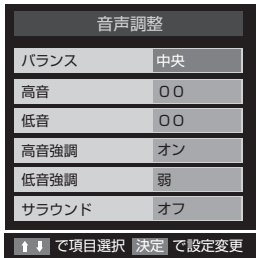 音声調整
バランス 中央
高音 00
低音 00
高音強調 オン
低音強調 弱
サラウンド オフ
⬆⬇ で項目選択 決定 で設定変更